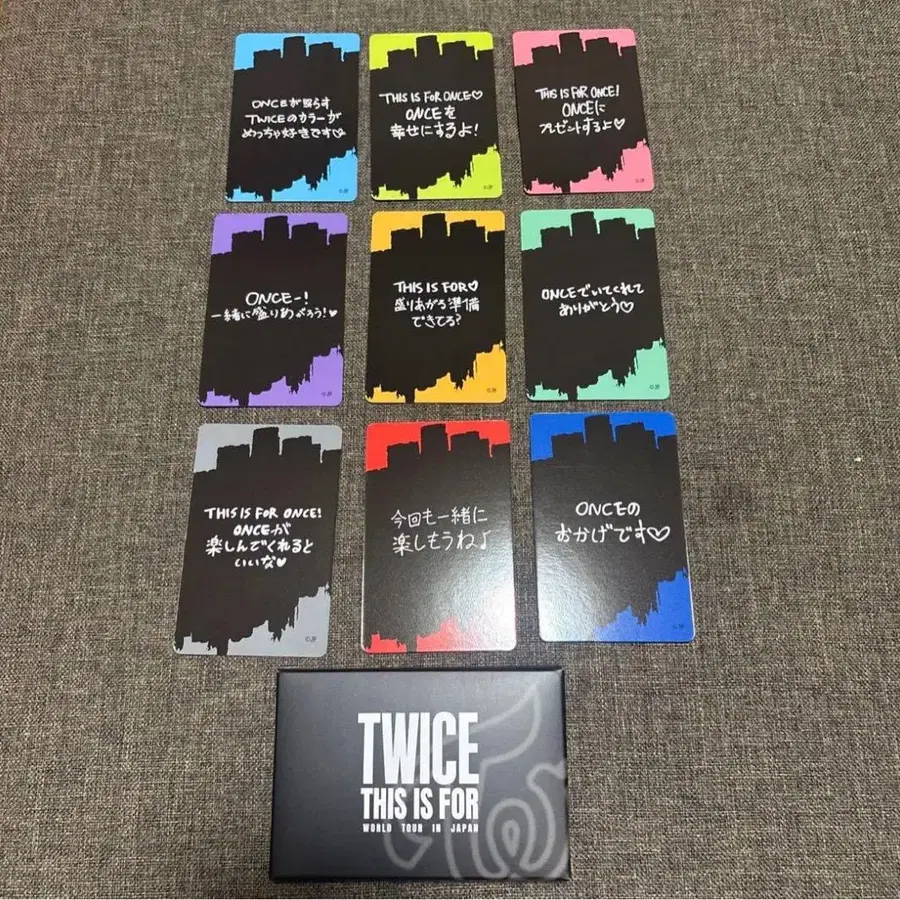 ONCEが照らす
TWICEのカラーが
めっちゃ好きです♡
THIS IS FOR ONCE♡
ONCEを
幸せにするよ!
THIS IS FOR ONCE!
ONCEに
プレゼントするよ♡
ONCEー!
一緒に盛りあがろう!♥
THIS IS FOR♥
盛りあがる準備
できてる?
ONCEでいてくれて
ありがとう♡
THIS IS FOR ONCE!
ONCEが
楽しんでくれると
いいな♥
今回も一緒に
楽しもうね♪
ONCEの
おかげです♡
TWICE
THIS IS FOR
WORLD TOUR IN JAPAN